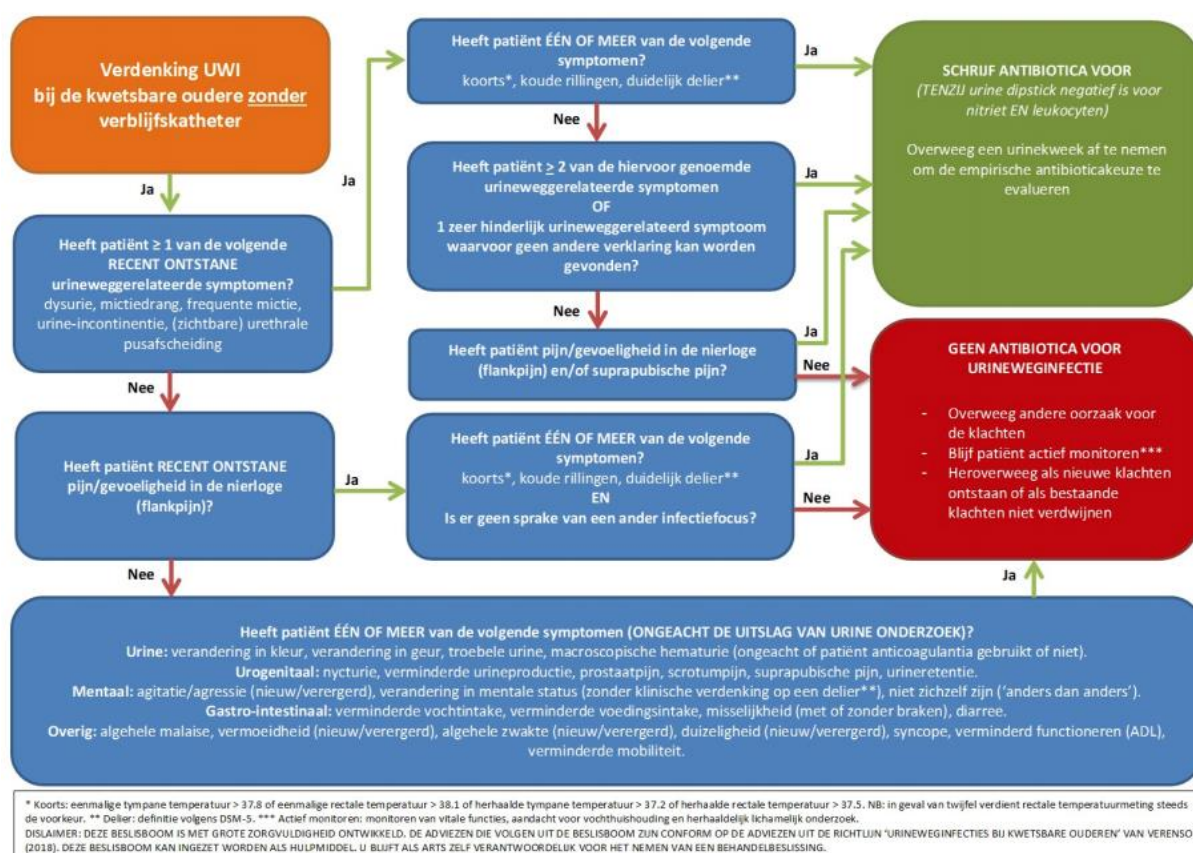 Verdenking UWI
bij de kwetsbare oudere zonder
verblijfskatheter
Ja
Heeft patiënt ≥ 1 van de volgende
RECENT ONTSTANE
urineweggerelateerde symptomen?
dysurie, mictiedrang, frequente mictie,
urine-incontinentie, (zichtbare) urethrale
pusafscheiding
Ja
Nee
Heeft patiënt RECENT ONTSTANE
pijn/gevoeligheid in de nierloge
(flankpijn)?
Ja
Nee
Heeft patiënt ÉÉN OF MEER van de volgende
symptomen?
koorts*, koude rillingen, duidelijk delier**
Ja
Nee
Heeft patiënt ≥ 2 van de hiervoor genoemde
urineweggerelateerde symptomen
OF
1 zeer hinderlijk urineweggerelateerd symptoom
waarvoor geen andere verklaring kan worden
gevonden?
Ja
Nee
Heeft patiënt pijn/gevoeligheid in de nierloge
(flankpijn) en/of suprapubische pijn?
Ja
Nee
Heeft patiënt ÉÉN OF MEER van de volgende
symptomen?
koorts*, koude rillingen, duidelijk delier**
EN
Is er geen sprake van een ander infectiefocus?
Ja
Nee
SCHRIJF ANTIBIOTICA VOOR
(TENZIJ urine dipstick negatief is voor
nitriet EN leukocyten)
Overweeg een urinekweek af te nemen
om de empirische antibioticakeuze te
evalueren
GEEN ANTIBIOTICA VOOR
URINEWEGINFECTIE
- Overweeg andere oorzaak voor
de klachten
- Blijf patiënt actief monitoren***
- Heroverweeg als nieuwe klachten
ontstaan of als bestaande
klachten niet verdwijnen
Ja
Heeft patiënt ÉÉN OF MEER van de volgende symptomen (ONGEACHT DE UITSLAG VAN URINE ONDERZOEK)?
Urine: verandering in kleur, verandering in geur, troebele urine, macroscopische hematurie (ongeacht of patiënt anticoagulantia gebruikt of niet).
Urogenitaal: nycturie, verminderde urineproductie, prostaatpijn, scrotumpijn, suprapubische pijn, urineretentie.
Mentaal: agitatie/agressie (nieuw/verergerd), verandering in mentale status (zonder klinische verdenking op een delier**), niet zichzelf zijn ('anders dan anders').
Gastro-intestinaal: verminderde vochtintake, verminderde voedingsintake, misselijkheid (met of zonder braken), diarree.
Overig: algehele malaise, vermoeidheid (nieuw/verergerd), algehele zwakte (nieuw/verergerd), duizeligheid (nieuw/verergerd), syncope, verminderd functioneren (ADL),
verminderde mobiliteit.
* Koorts: eenmalige tympane temperatuur > 37.8 of eenmalige rectale temperatuur > 38.1 of herhaalde tympane temperatuur > 37.2 of herhaalde rectale temperatuur > 37.5. NB: in geval van twijfel verdient rectale temperatuurmeting steeds
de voorkeur. ** Delier: definitie volgens DSM-5. *** Actief monitoren: monitoren van vitale functies, aandacht voor vochthuishouding en herhaaldelijk lichamelijk onderzoek.
DISLAIMER: DEZE BESLISBOOM IS MET GROTE ZORGVULDIGHEID ONTWIKKELD. DE ADVIEZEN DIE VOLGEN UIT DE BESLISBOOM ZIJN CONFORM OP DE ADVIEZEN UIT DE RICHTLIJN 'URINEWEGINFECTIES BIJ KWETSBARE OUDEREN' VAN VERENSO
(2018). DEZE BESLISBOOM KAN INGEZET WORDEN ALS HULPMIDDEL. U BLIJFT ALS ARTS ZELF VERANTWOORDELIJK VOOR HET NEMEN VAN EEN BEHANDELBESLISSING.